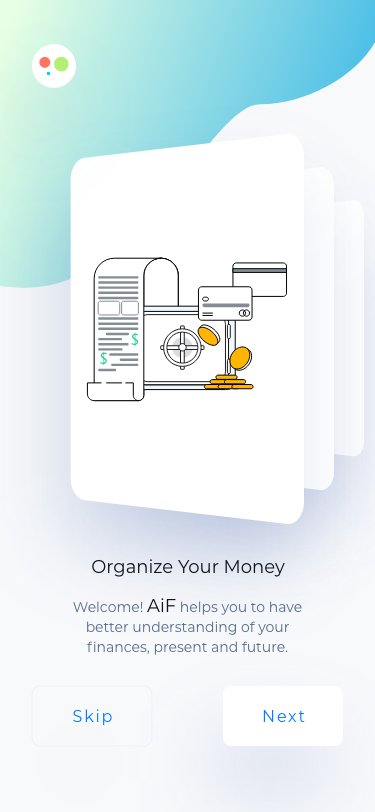 $
$
Organize Your Money
Welcome! AiF helps you to have
better understanding of your
finances, present and future.
Skip
Next